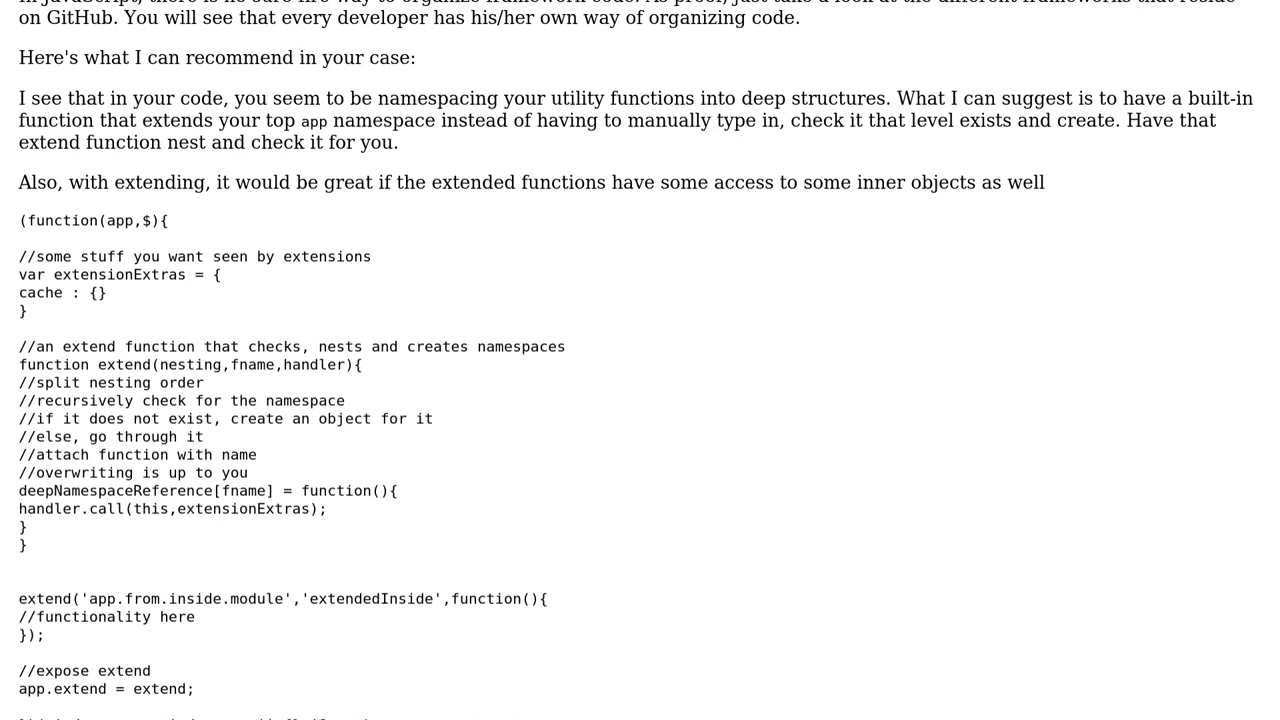 on GitHub. You will see that every developer has his/her own way of organizing code.
Here's what I can recommend in your case:
I see that in your code, you seem to be namespacing your utility functions into deep structures. What I can suggest is to have a built-in
function that extends your top app namespace instead of having to manually type in, check it that level exists and create. Have that
extend function nest and check it for you.
Also, with extending, it would be great if the extended functions have some access to some inner objects as well
(function(app,$){
//some stuff you want seen by extensions
var extensionExtras = {
cache : {}
}
//an extend function that checks, nests and creates namespaces
function extend(nesting,fname,handler){
//split nesting order
//recursively check for the namespace
//if it does not exist, create an object for it
//else, go through it
//attach function with name
//overwriting is up to you
deepNamespaceReference[fname] = function(){
handler.call(this,extensionExtras);
}
}
extend('app.from.inside.module','extendedInside',function(){
//functionality here
});
//expose extend
app.extend = extend;